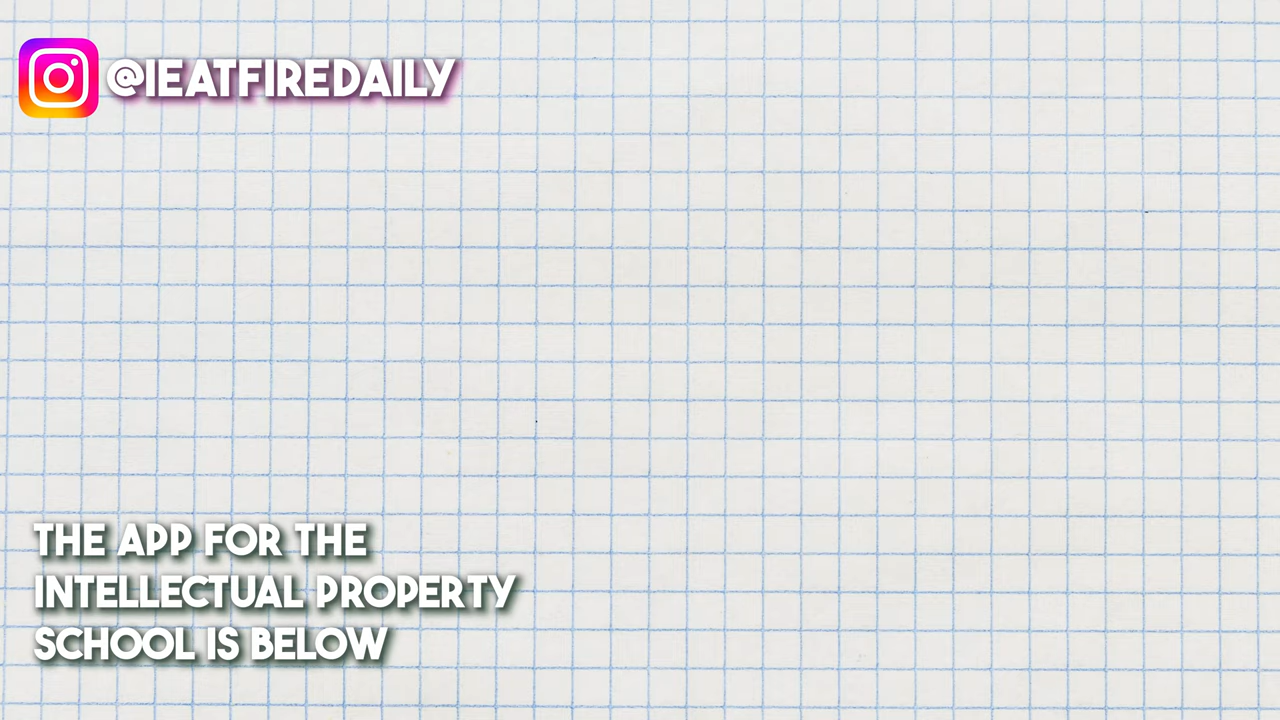 @IEATFIREDAILY
THE APP FOR THE
INTELLECTUAL PROPERTY
SCHOOL IS BELOW